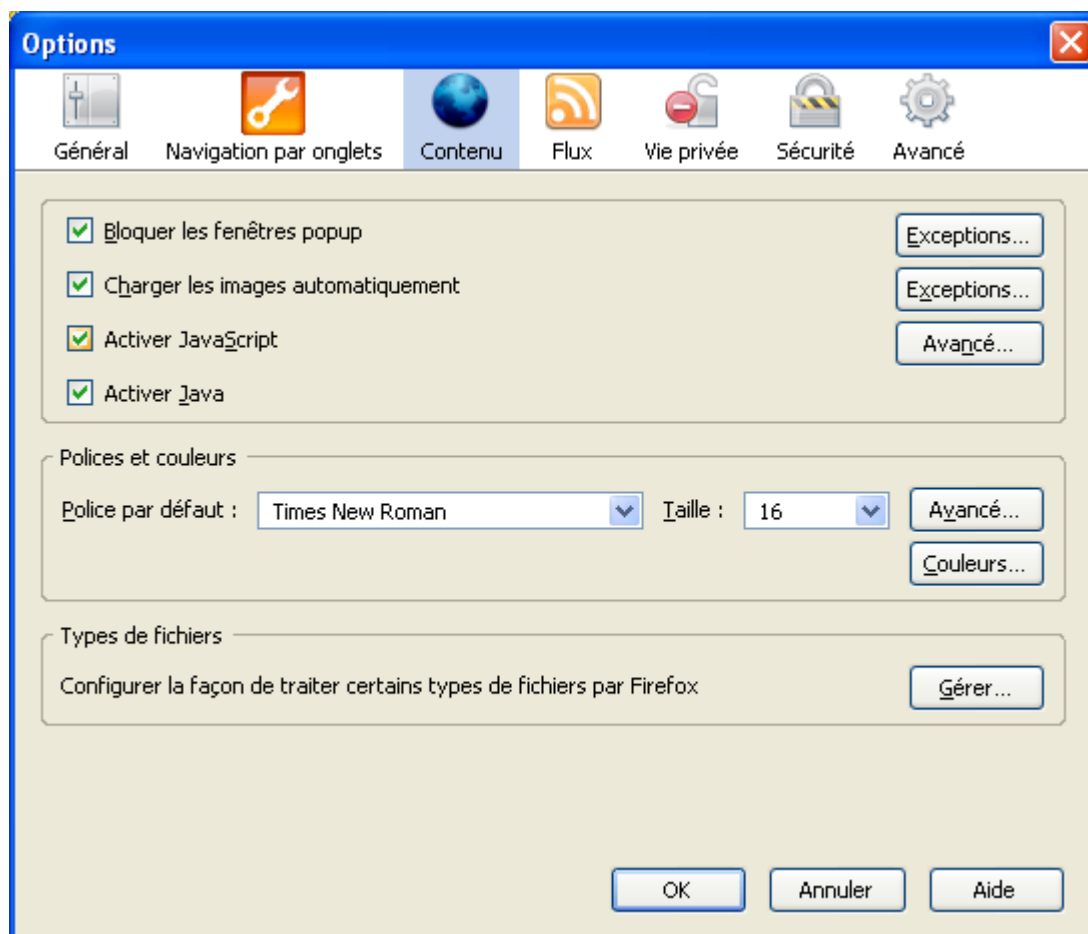 Options
Général Navigation par onglets Contenu Flux Vie privée Sécurité Avancé
Bloquer les fenêtres popup Exceptions...
Charger les images automatiquement Exceptions...
Activer JavaScript Avancé...
Activer Java
Polices et couleurs
Police par défaut : Times New Roman Taille : 16 Avancé...
Couleurs...
Types de fichiers
Configurer la façon de traiter certains types de fichiers par Firefox Gérer...
OK Annuler Aide